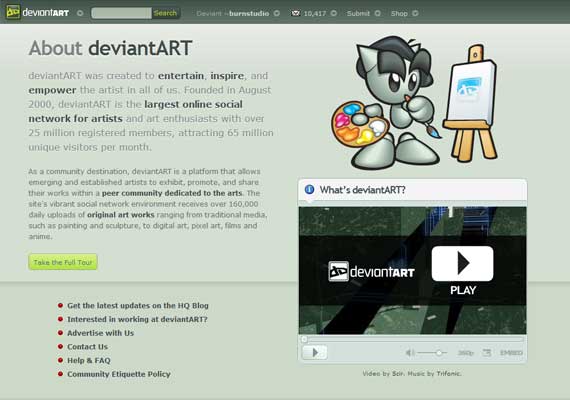 deviantART Search Deviant ~burnstudio 10,417 Submit Shop
About deviantART
deviantART was created to entertain, inspire, and
empower the artist in all of us. Founded in August
2000, deviantART is the largest online social
network for artists and art enthusiasts with over
25 million registered members, attracting 65 million
unique visitors per month.
As a community destination, deviantART is a platform that allows
emerging and established artists to exhibit, promote, and share
their works within a peer community dedicated to the arts. The
site's vibrant social network environment receives over 160,000
daily uploads of original art works ranging from traditional media,
such as painting and sculpture, to digital art, pixel art, films and
anime.
Take the Full Tour
What's deviantART?
deviantART
PLAY
360p EMBED
Video by Scir. Music by Trifonic.
Get the latest updates on the HQ Blog
Interested in working at deviantART?
Advertise with Us
Contact Us
Help & FAQ
Community Etiquette Policy